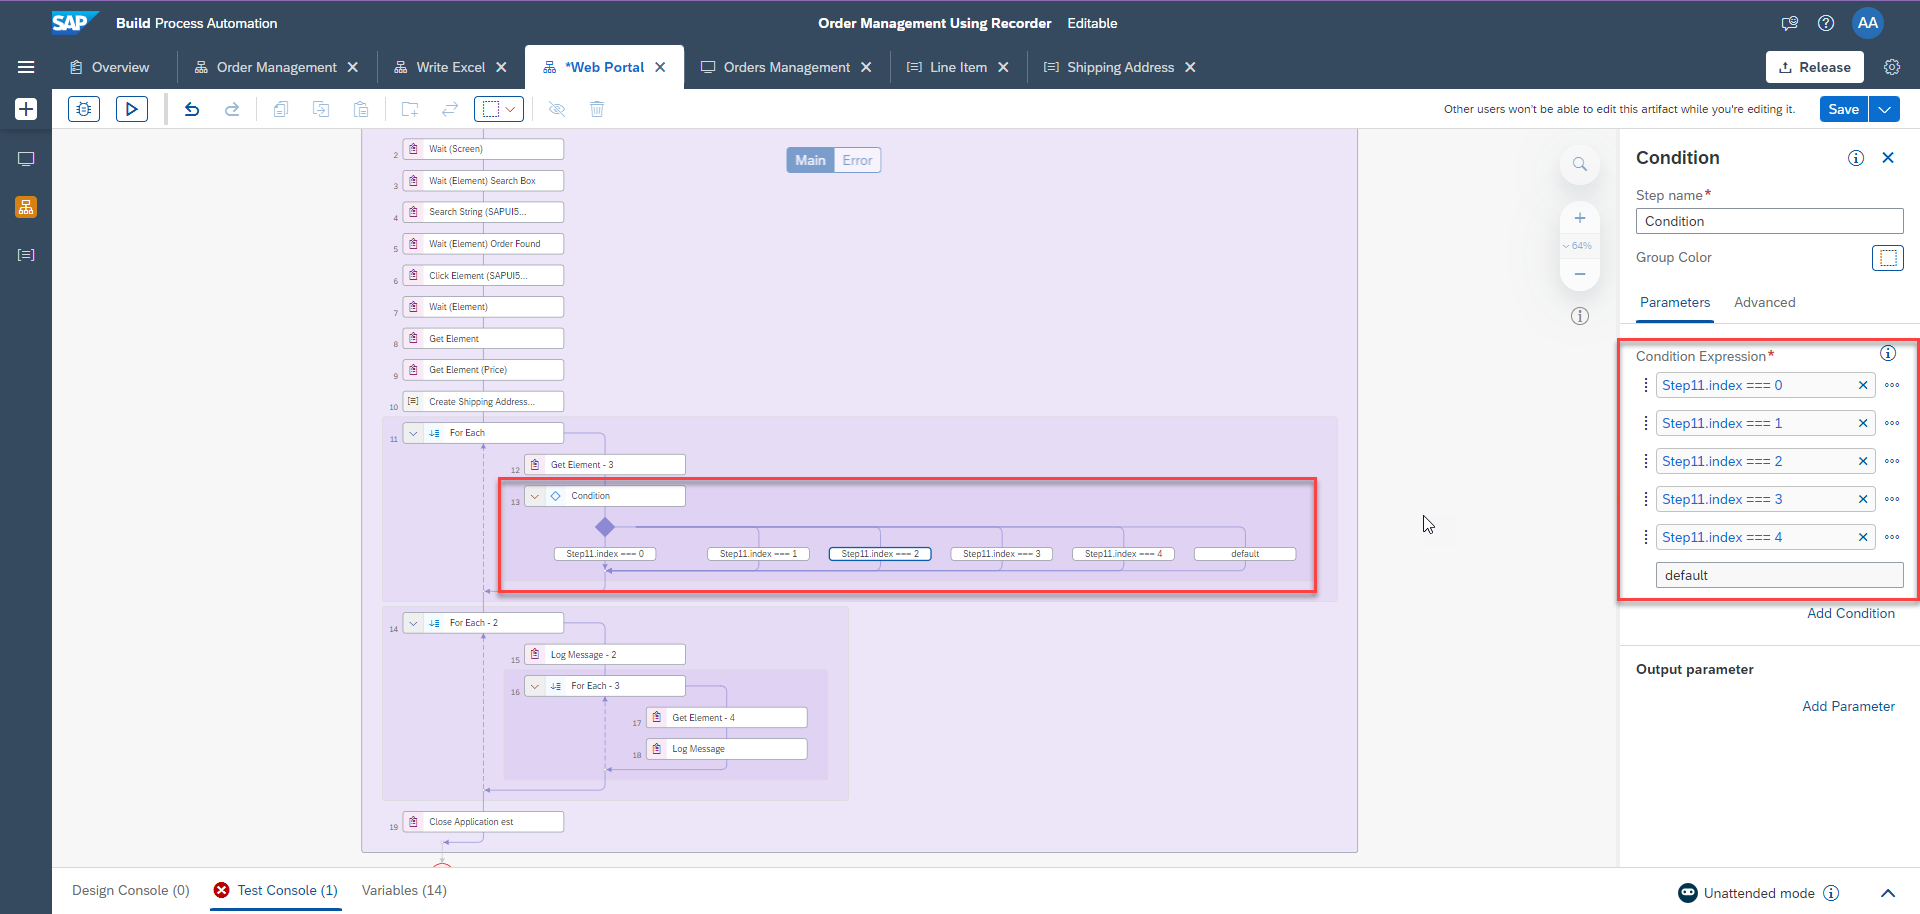 SAP Build Process Automation
Order Management Using Recorder Editable
AA
Overview
Order Management
Write Excel
*Web Portal
Orders Management
Line Item
Shipping Address
Release
Other users won't be able to edit this artifact while you're editing it.
Save
Main Error
64%
2 Wait (Screen)
3 Wait (Element) Search Box
4 Search String (SAPUI5...
5 Wait (Element) Order Found
6 Click Element (SAPUI5...
7 Wait (Element)
8 Get Element
9 Get Element (Price)
10 Create Shipping Address...
11 For Each
12 Get Element - 3
13 Condition
Step11.index === 0
Step11.index === 1
Step11.index === 2
Step11.index === 3
Step11.index === 4
default
14 For Each - 2
15 Log Message - 2
16 For Each - 3
17 Get Element - 4
18 Log Message
19 Close Application est
Condition
Step name*
Condition
Group Color
Parameters Advanced
Condition Expression*
Step11.index === 0
Step11.index === 1
Step11.index === 2
Step11.index === 3
Step11.index === 4
default
Add Condition
Output parameter
Add Parameter
Design Console (0)
Test Console (1)
Variables (14)
Unattended mode